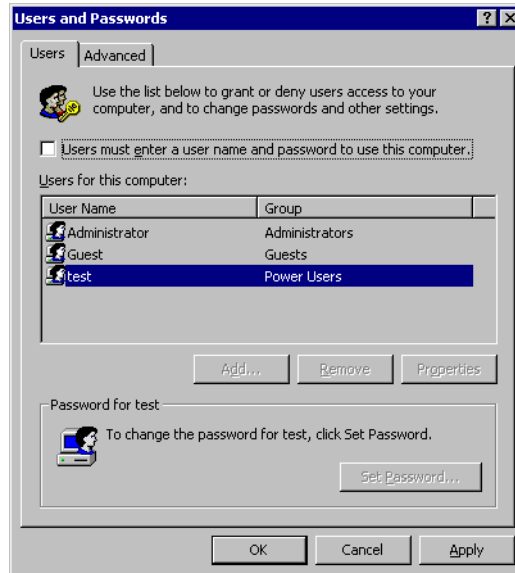 Users and Passwords
Users Advanced
Use the list below to grant or deny users access to your
computer, and to change passwords and other settings.
Users must enter a user name and password to use this computer.
Users for this computer:
User Name Group
Administrator Administrators
Guest Guests
test Power Users
Add... Remove Properties
Password for test
To change the password for test, click Set Password.
Set Password...
OK Cancel Apply